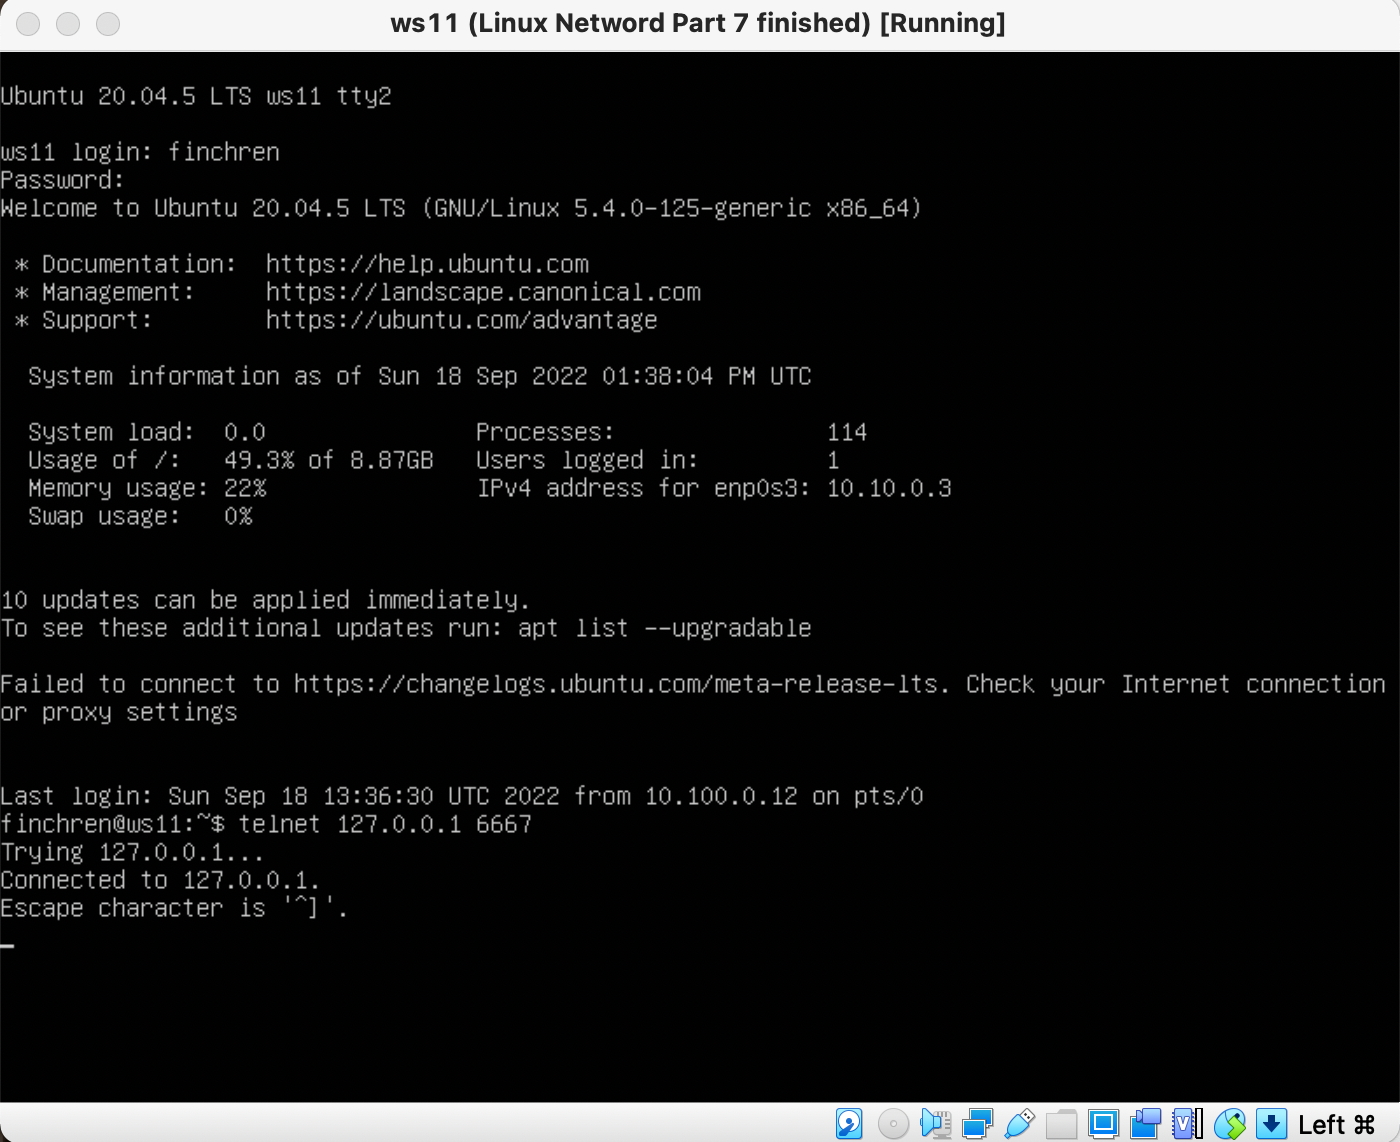 ws11 (Linux Netword Part 7 finished) [Running]
Ubuntu 20.04.5 LTS ws11 tty2
ws11 login: finchren
Password:
Welcome to Ubuntu 20.04.5 LTS (GNU/Linux 5.4.0-125-generic x86_64)
* Documentation:  https://help.ubuntu.com
* Management:     https://landscape.canonical.com
* Support:        https://ubuntu.com/advantage
System information as of Sun 18 Sep 2022 01:38:04 PM UTC
System load:  0.0               Processes:               114
Usage of /:   49.3% of 8.87GB   Users logged in:         1
Memory usage: 22%               IPv4 address for enp0s3: 10.10.0.3
Swap usage:   0%
10 updates can be applied immediately.
To see these additional updates run: apt list --upgradable
Failed to connect to https://changelogs.ubuntu.com/meta-release-lts. Check your Internet connection
or proxy settings
Last login: Sun Sep 18 13:36:30 UTC 2022 from 10.100.0.12 on pts/0
finchren@ws11:~$ telnet 127.0.0.1 6667
Trying 127.0.0.1...
Connected to 127.0.0.1.
Escape character is '^]'.
Left ⌘